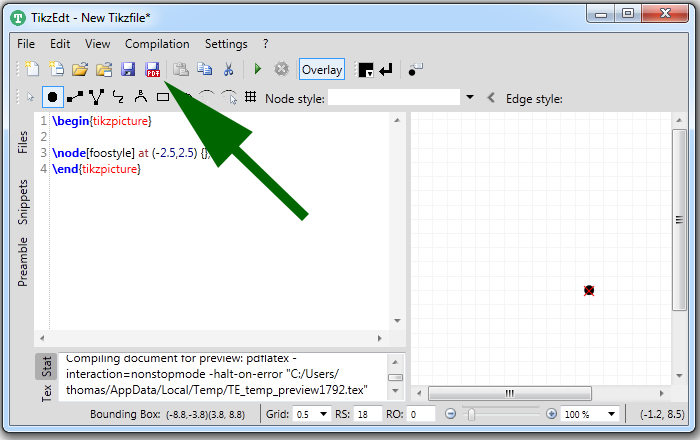 TikzEdt - New Tikzfile*
File Edit View Compilation Settings ?
PDF Overlay
Node style: Edge style:
Files
Snippets
Preamble
1 \begin{tikzpicture}
2
3 \node[foostyle] at (-2.5,2.5) {};
4 \end{tikzpicture}
Stat
Tex
Compiling document for preview: pdflatex -
interaction=nonstopmode -halt-on-error "C:/Users/
thomas/AppData/Local/Temp/TE_temp_preview1792.tex"
Bounding Box: (-8.8,-3.8)(3.8, 8.8) Grid: 0.5 RS: 18 RO: 0 100 % (-1.2, 8.5)